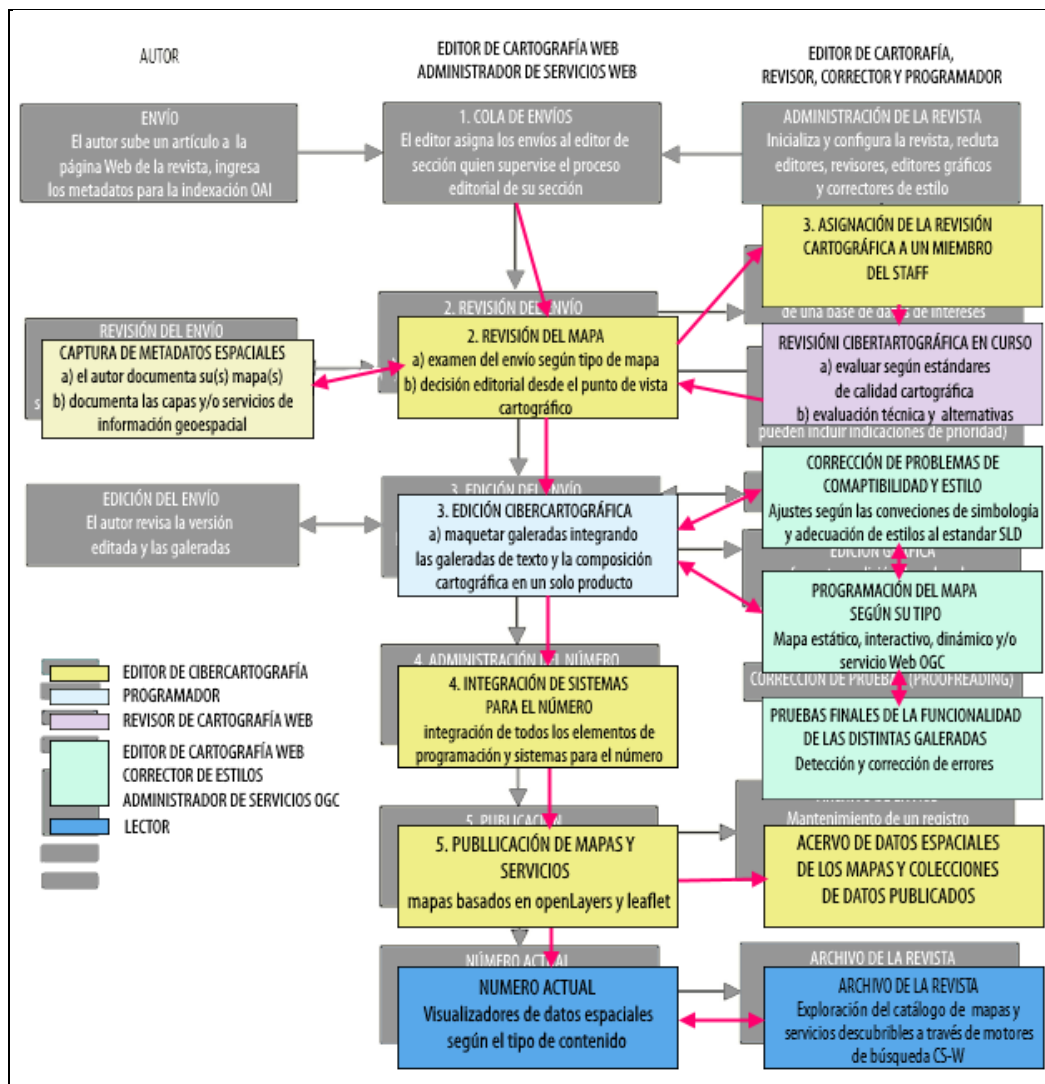 AUTOR
EDITOR DE CARTOGRAFÍA WEB
ADMINISTRADOR DE SERVICIOS WEB
EDITOR DE CARTORAFÍA,
REVISOR, CORRECTOR Y PROGRAMADOR
ENVÍO
El autor sube un artículo a la
página Web de la revista, ingresa
los metadatos para la indexación OAI
1. COLA DE ENVÍOS
El editor asigna los envíos al editor de
sección quien supervise el proceso
editorial de su sección
ADMINISTRACIÓN DE LA REVISTA
Inicializa y configura la revista, recluta
editores, revisores, editores gráficos
y correctores de estilo
3. ASIGNACIÓN DE LA REVISIÓN
CARTOGRÁFICA A UN MIEMBRO
DEL STAFF
de una base de datos de intereses
REVISIÓN DEL ENVÍO
CAPTURA DE METADATOS ESPACIALES
a) el autor documenta su(s) mapa(s)
b) documenta las capas y/o servicios de
información geoespacial
2. REVISIÓN DEL ENVÍO
2. REVISIÓN DEL MAPA
a) examen del envío según tipo de mapa
b) decisión editorial desde el punto de vista
cartográfico
REVISIÓNI CIBERTARTOGRÁFICA EN CURSO
a) evaluar según estándares
de calidad cartográfica
b) evaluación técnica y alternativas
pueden incluir indicaciones de prioridad)
EDICIÓN DEL ENVÍO
El autor revisa la versión
editada y las galeradas
3. EDICIÓN DEL ENVÍO
3. EDICIÓN CIBERCARTOGRÁFICA
a) maquetar galeradas integrando
las galeradas de texto y la composición
cartográfica en un solo producto
CORRECCIÓN DE PROBLEMAS DE
COMAPTIBILIDAD Y ESTILO
Ajustes según las conveciones de simbología
y adecuación de estilos al estandar SLD
EDICIÓN GRÁFICA
PROGRAMACIÓN DEL MAPA
SEGÚN SU TIPO
Mapa estático, interactivo, dinámico y/o
servicio Web OGC
CORRECCIÓN DE PRUEBAS (PROOFREADING)
PRUEBAS FINALES DE LA FUNCIONALIDAD
DE LAS DISTINTAS GALERADAS
Detección y corrección de errores
4. ADMINISTRACIÓN DEL NÚMERO
4. INTEGRACIÓN DE SISTEMAS
PARA EL NÚMERO
integración de todos los elementos de
programación y sistemas para el número
EDITOR DE CIBERCARTOGRAFÍA
PROGRAMADOR
REVISOR DE CARTOGRAFÍA WEB
EDITOR DE CARTOGRAFÍA WEB
CORRECTOR DE ESTILOS
ADMINISTRADOR DE SERVICIOS OGC
LECTOR
5. PUBLICACIÓN
5. PUBLLICACIÓN DE MAPAS Y
SERVICIOS
mapas basados en openLayers y leaflet
Mantenimiento de un registro
ACERVO DE DATOS ESPACIALES
DE LOS MAPAS Y COLECCIONES
DE DATOS PUBLICADOS
NÚMERO ACTUAL
NUMERO ACTUAL
Visualizadores de datos espaciales
según el tipo de contenido
ARCHIVO DE LA REVISTA
ARCHIVO DE LA REVISTA
Exploración del catálogo de mapas y
servicios descubribles a través de motores
de búsqueda CS-W